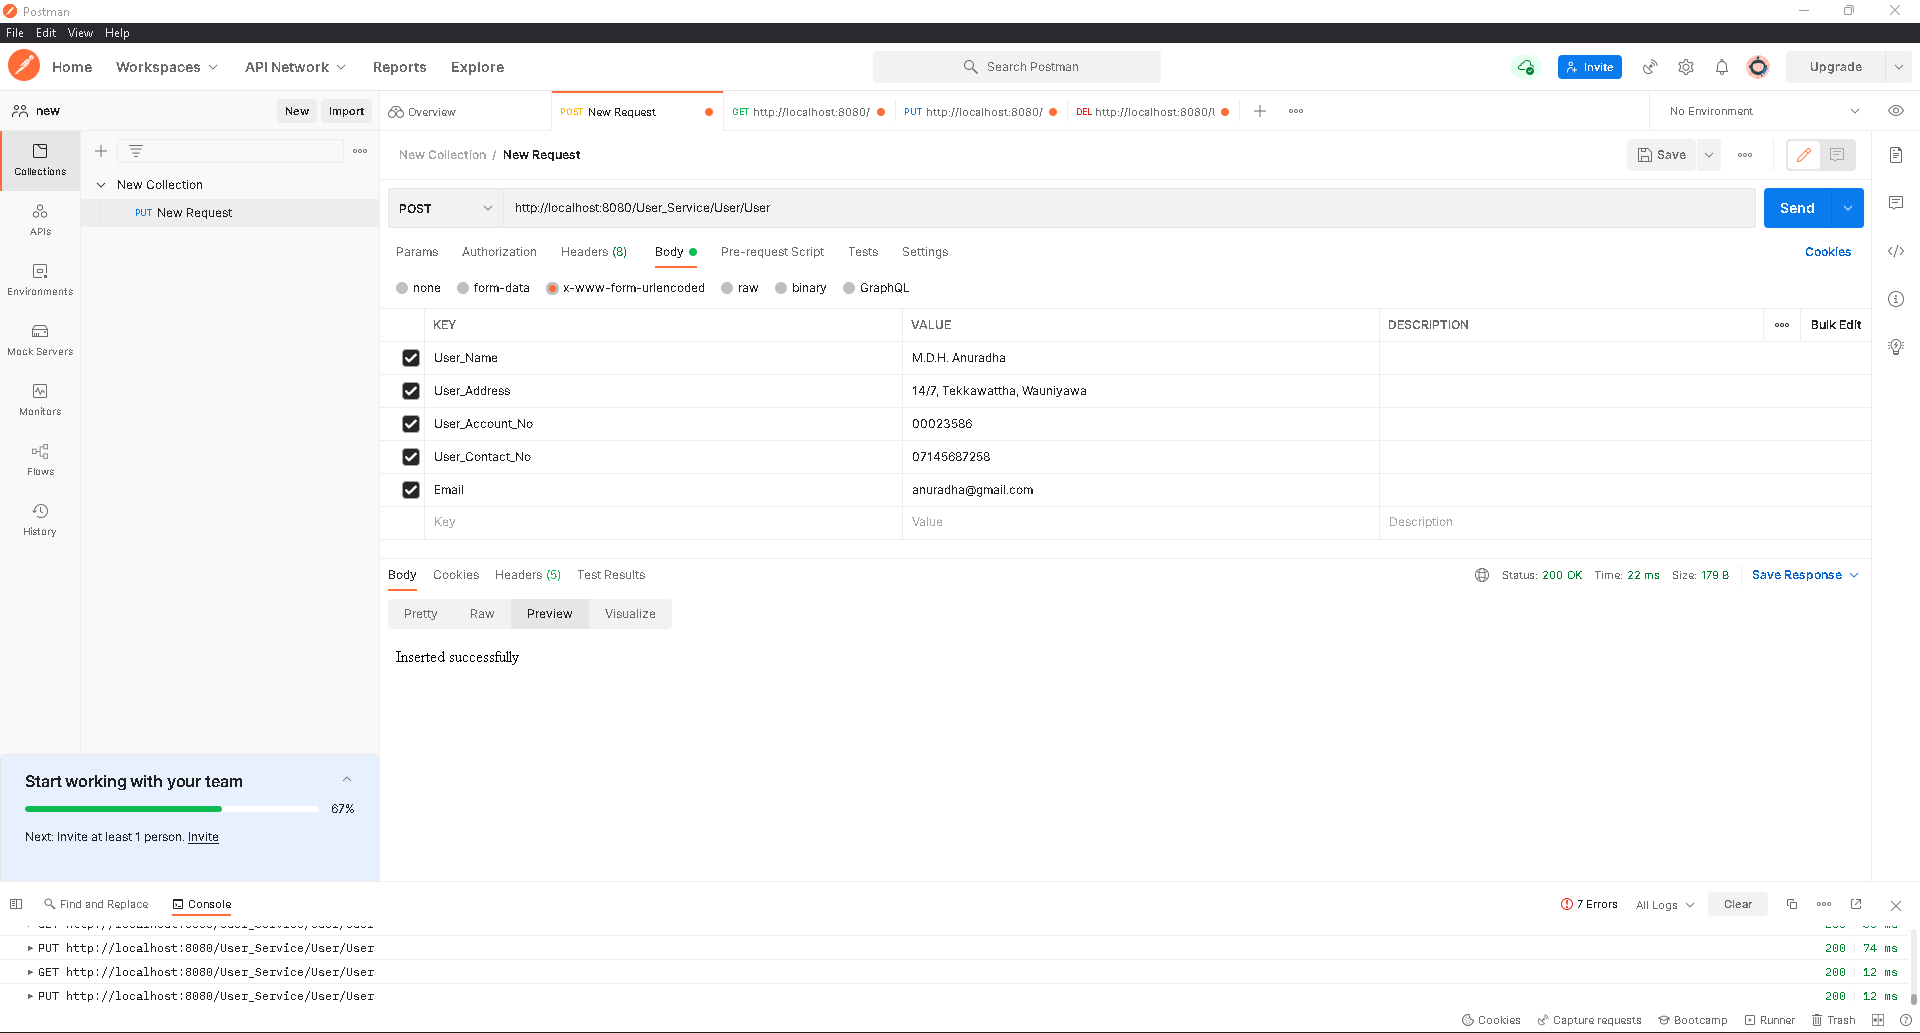 Postman
File Edit View Help
Home Workspaces API Network Reports Explore Search Postman Invite Upgrade
new New Import Overview POST New Request GET http://localhost:8080/ PUT http://localhost:8080/ DEL http://localhost:8080/ No Environment
New Collection / New Request Save
Collections
New Collection
PUT New Request
APIs
Environments
Mock Servers
Monitors
Flows
History
POST http://localhost:8080/User_Service/User/User Send
Params Authorization Headers (8) Body Pre-request Script Tests Settings Cookies
none form-data x-www-form-urlencoded raw binary GraphQL
KEY VALUE DESCRIPTION Bulk Edit
User_Name M.D.H. Anuradha
User_Address 14/7, Tekkawattha, Wauniyawa
User_Account_No 00023586
User_Contact_No 07145687258
Email anuradha@gmail.com
Key Value Description
Body Cookies Headers (5) Test Results Status: 200 OK Time: 22 ms Size: 179 B Save Response
Pretty Raw Preview Visualize
Inserted successfully
Start working with your team
67%
Next: Invite at least 1 person. Invite
Find and Replace Console 7 Errors All Logs Clear
PUT http://localhost:8080/User_Service/User/User 200 74 ms
GET http://localhost:8080/User_Service/User/User 200 12 ms
PUT http://localhost:8080/User_Service/User/User 200 12 ms
Cookies Capture requests Bootcamp Runner Trash